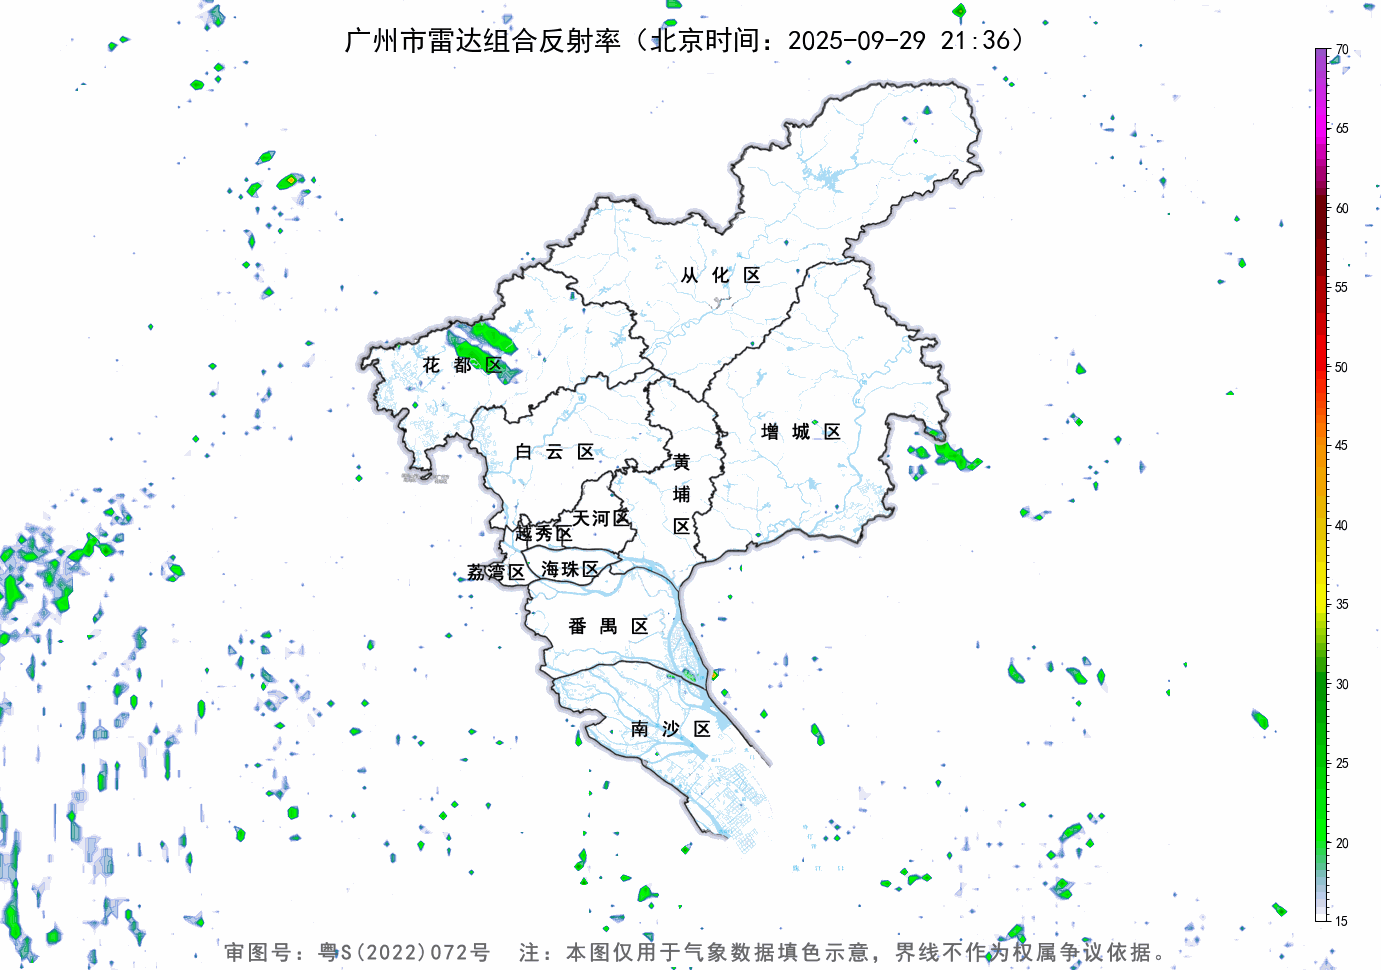 广州市雷达组合反射率（北京时间：2025-09-29 21:36）
70
65
60
55
50
45
40
35
30
25
20
15
从化区
花都区
增城区
白云区
黄埔区
天河区
越秀区
荔湾区
海珠区
番禺区
南沙区
审图号：粤S(2022)072号 注：本图仅用于气象数据填色示意，界线不作为权属争议依据。